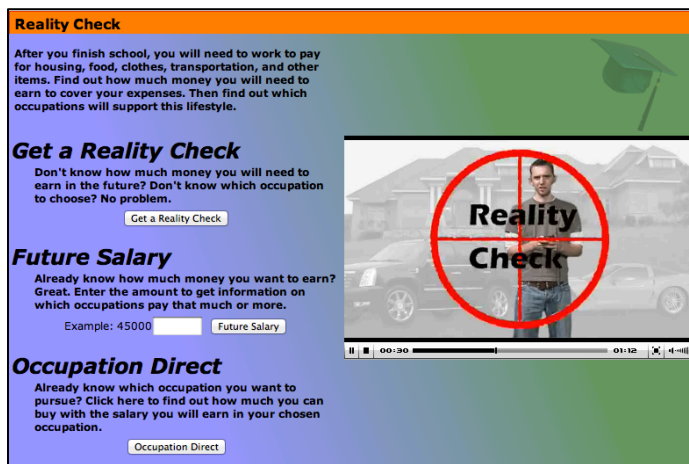 Reality Check
After you finish school, you will need to work to pay
for housing, food, clothes, transportation, and other
items. Find out how much money you will need to
earn to cover your expenses. Then find out which
occupations will support this lifestyle.
Get a Reality Check
Don't know how much money you will need to
earn in the future? Don't know which occupation
to choose? No problem.
Get a Reality Check
Future Salary
Already know how much money you want to earn?
Great. Enter the amount to get information on
which occupations pay that much or more.
Example: 45000 Future Salary
Occupation Direct
Already know which occupation you want to
pursue? Click here to find out how much you can
buy with the salary you will earn in your chosen
occupation.
Occupation Direct
Reality
Check
00:30 01:12